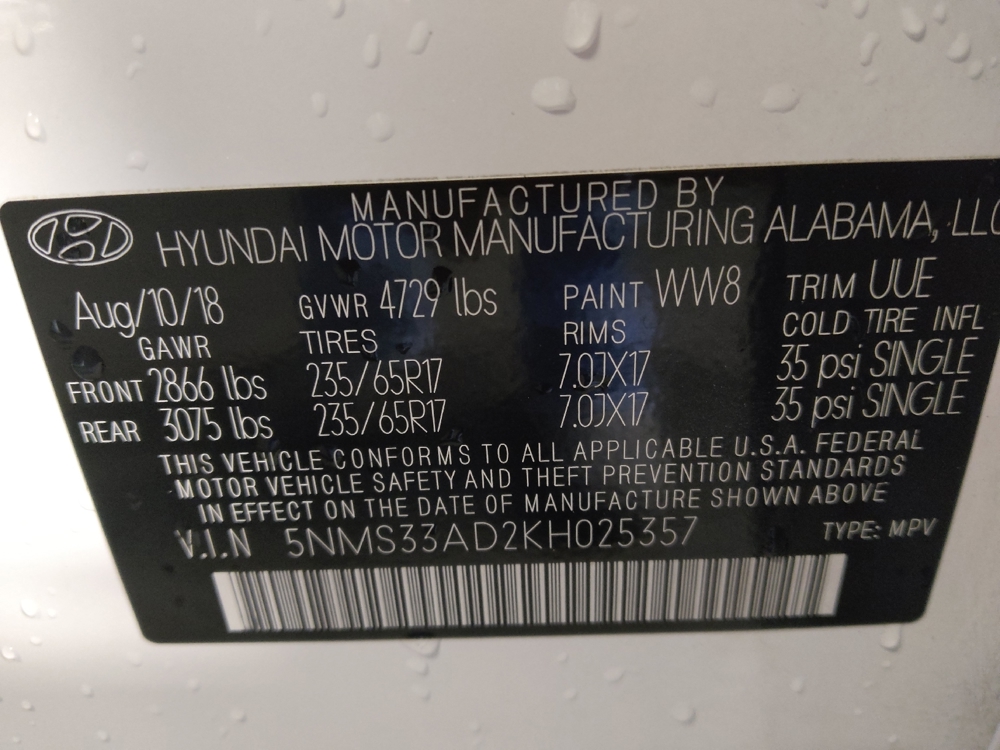 MANUFACTURED BY
HYUNDAI MOTOR MANUFACTURING ALABAMA, LLC
Aug/10/18 GVWR 4729 lbs PAINT WW8 TRIM UUE
GAWR TIRES RIMS COLD TIRE INFL
FRONT 2866 lbs 235/65R17 7.0JX17 35 psi SINGLE
REAR 3075 lbs 235/65R17 7.0JX17 35 psi SINGLE
THIS VEHICLE CONFORMS TO ALL APPLICABLE U.S.A. FEDERAL
MOTOR VEHICLE SAFETY AND THEFT PREVENTION STANDARDS
IN EFFECT ON THE DATE OF MANUFACTURE SHOWN ABOVE
V.I.N 5NMS33AD2KH025357 TYPE: MPV